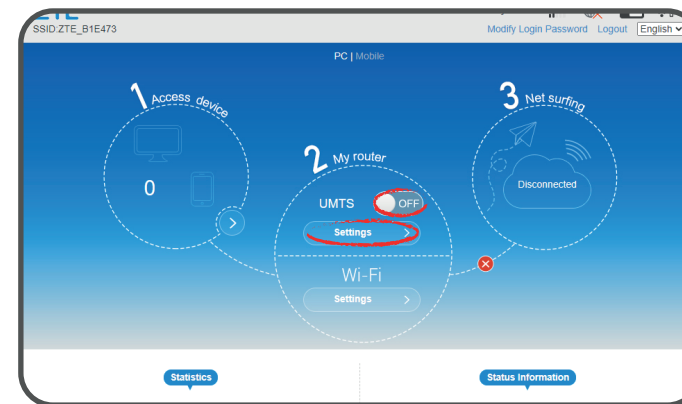 ZTE
SSID:ZTE_B1E473
Modify Login Password Logout English
PC | Mobile
1 Access device
0
2 My router
UMTS OFF
Settings
Wi-Fi
Settings
3 Net surfing
Disconnected
Statistics
Status Information